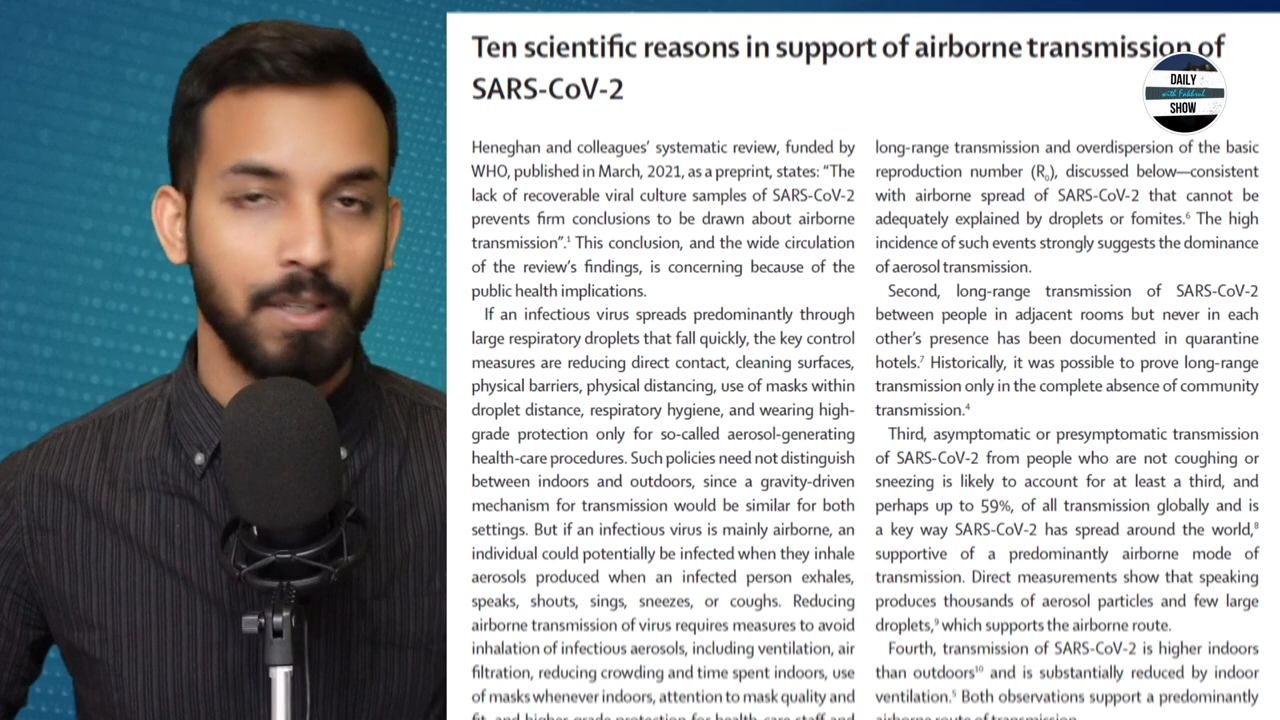 Ten scientific reasons in support of airborne transmission of
SARS-CoV-2
DAILY
with Fakhrul
SHOW
Heneghan and colleagues’ systematic review, funded by
WHO, published in March, 2021, as a preprint, states: “The
lack of recoverable viral culture samples of SARS-CoV-2
prevents firm conclusions to be drawn about airborne
transmission”.¹ This conclusion, and the wide circulation
of the review’s findings, is concerning because of the
public health implications.
If an infectious virus spreads predominantly through
large respiratory droplets that fall quickly, the key control
measures are reducing direct contact, cleaning surfaces,
physical barriers, physical distancing, use of masks within
droplet distance, respiratory hygiene, and wearing high-
grade protection only for so-called aerosol-generating
health-care procedures. Such policies need not distinguish
between indoors and outdoors, since a gravity-driven
mechanism for transmission would be similar for both
settings. But if an infectious virus is mainly airborne, an
individual could potentially be infected when they inhale
aerosols produced when an infected person exhales,
speaks, shouts, sings, sneezes, or coughs. Reducing
airborne transmission of virus requires measures to avoid
inhalation of infectious aerosols, including ventilation, air
filtration, reducing crowding and time spent indoors, use
of masks whenever indoors, attention to mask quality and
fit, and higher-grade protection for health-care staff and
long-range transmission and overdispersion of the basic
reproduction number (R₀), discussed below—consistent
with airborne spread of SARS-CoV-2 that cannot be
adequately explained by droplets or fomites.⁶ The high
incidence of such events strongly suggests the dominance
of aerosol transmission.
Second, long-range transmission of SARS-CoV-2
between people in adjacent rooms but never in each
other’s presence has been documented in quarantine
hotels.⁷ Historically, it was possible to prove long-range
transmission only in the complete absence of community
transmission.⁴
Third, asymptomatic or presymptomatic transmission
of SARS-CoV-2 from people who are not coughing or
sneezing is likely to account for at least a third, and
perhaps up to 59%, of all transmission globally and is
a key way SARS-CoV-2 has spread around the world,⁸
supportive of a predominantly airborne mode of
transmission. Direct measurements show that speaking
produces thousands of aerosol particles and few large
droplets,⁹ which supports the airborne route.
Fourth, transmission of SARS-CoV-2 is higher indoors
than outdoors¹⁰ and is substantially reduced by indoor
ventilation.⁵ Both observations support a predominantly
airborne route of transmission.